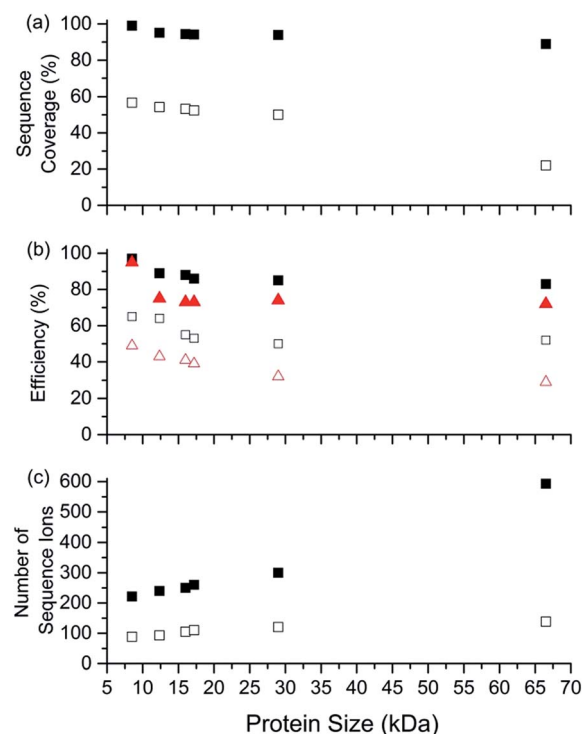 (a)
100
80
60
40
20
0
Sequence
Coverage (%)
(b)
100
80
60
40
20
0
Efficiency (%)
(c)
600
500
400
300
200
100
0
Number of
Sequence Ions
5 10 15 20 25 30 35 40 45 50 55 60 65 70
Protein Size (kDa)